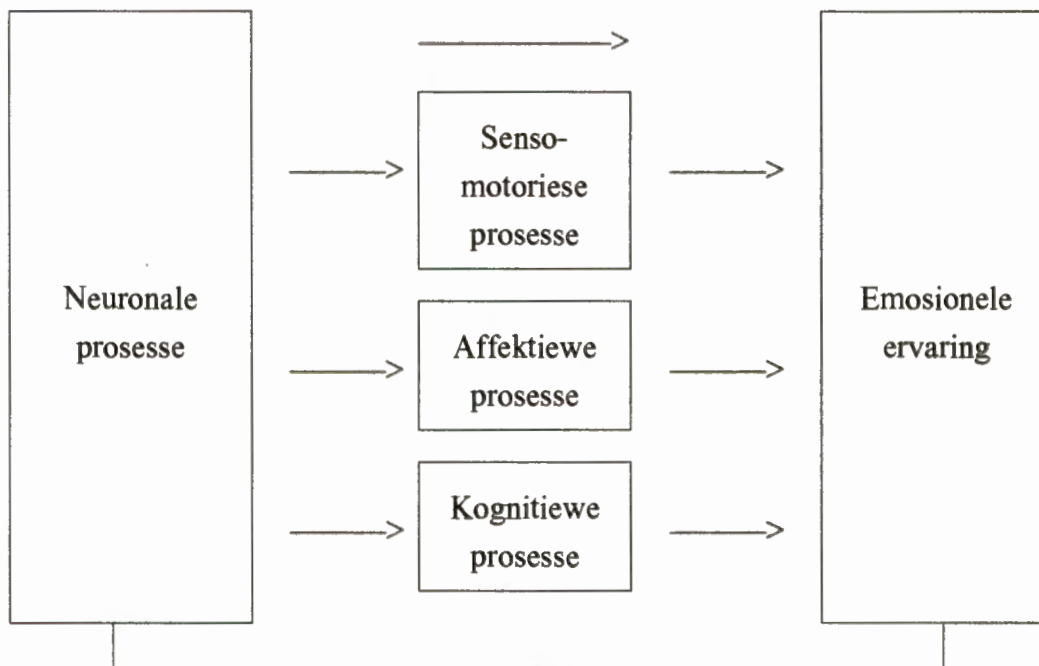 Neuronale
prosesse
Senso-
motoriese
prosesse
Affektiewe
prosesse
Kognitiewe
prosesse
Emosionele
ervaring